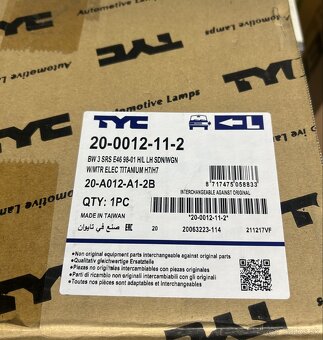 TYC
Automotive Lamps
TYC
20-0012-11-2
BW 3 SRS E46 98-01 H/L LH SDN/WGN
W/MTR ELEC TITANIUM H7/H7
20-A012-A1-2B
8 717475 058833
INTERCHANGEABLE AGAINST ORIGINAL
QTY: 1PC
MADE IN TAIWAN
صنع في تايوان
*20-0012-11-2*
20 20063223-114 211217VF
Non original equipment parts interchangeable against original parts
Qualitativ gleichwertige Ersatzteile
Piezas no originales intercambiables con piezas originales
Parti di ricambio non originali intercambiabili con gli originali
Toutes nos pièces sont adaptables et interchangeables
EAC
TYC
Automotive Lamps